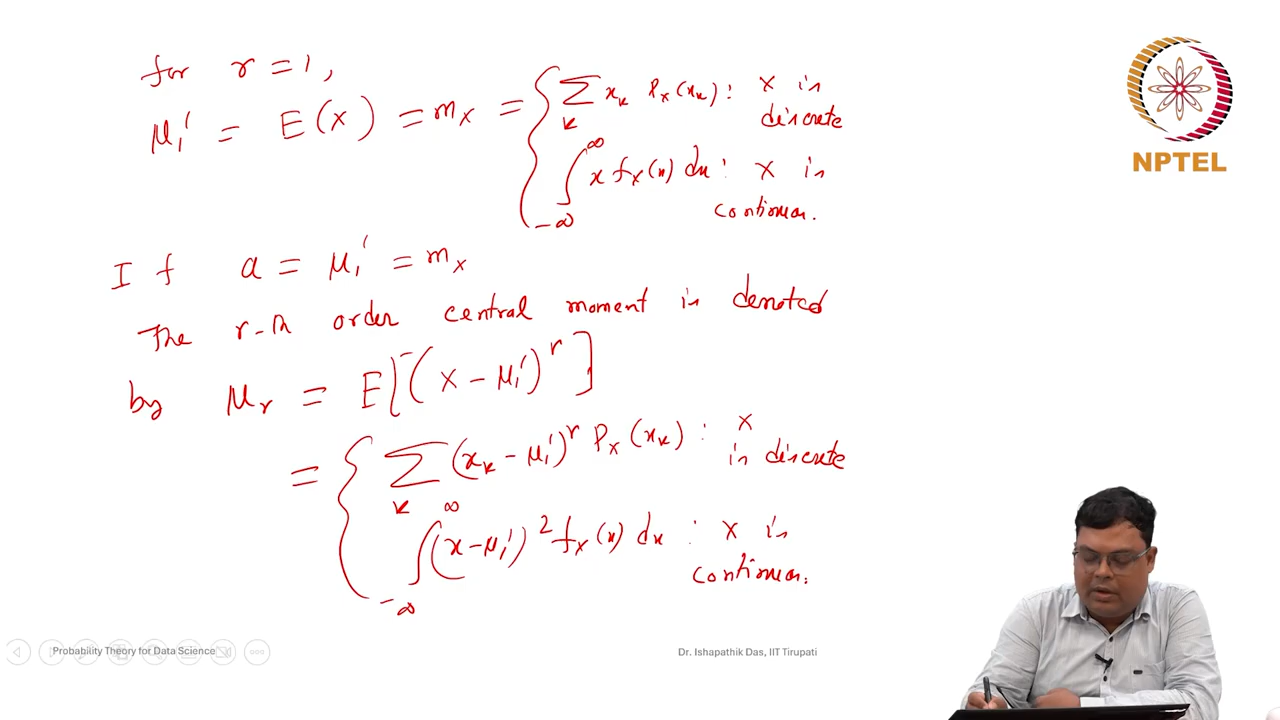 for r = 1,
μ₁' = E(X) = mₓ = { Σₖ xₖ Pₓ(xₖ) : X is discrete
∫_{-∞}^{∞} x fₓ(x) dx : X is continuous.
If a = μ₁' = mₓ
The r-th order central moment is denoted
by μᵣ = E[(X - μ₁')ʳ]
= { Σₖ (xₖ - μ₁')ʳ Pₓ(xₖ) : X is discrete
∫_{-∞}^{∞} (x - μ₁')² fₓ(x) dx : X is continuous.
NPTEL
Probability Theory for Data Science
Dr. Ishapathik Das, IIT Tirupati